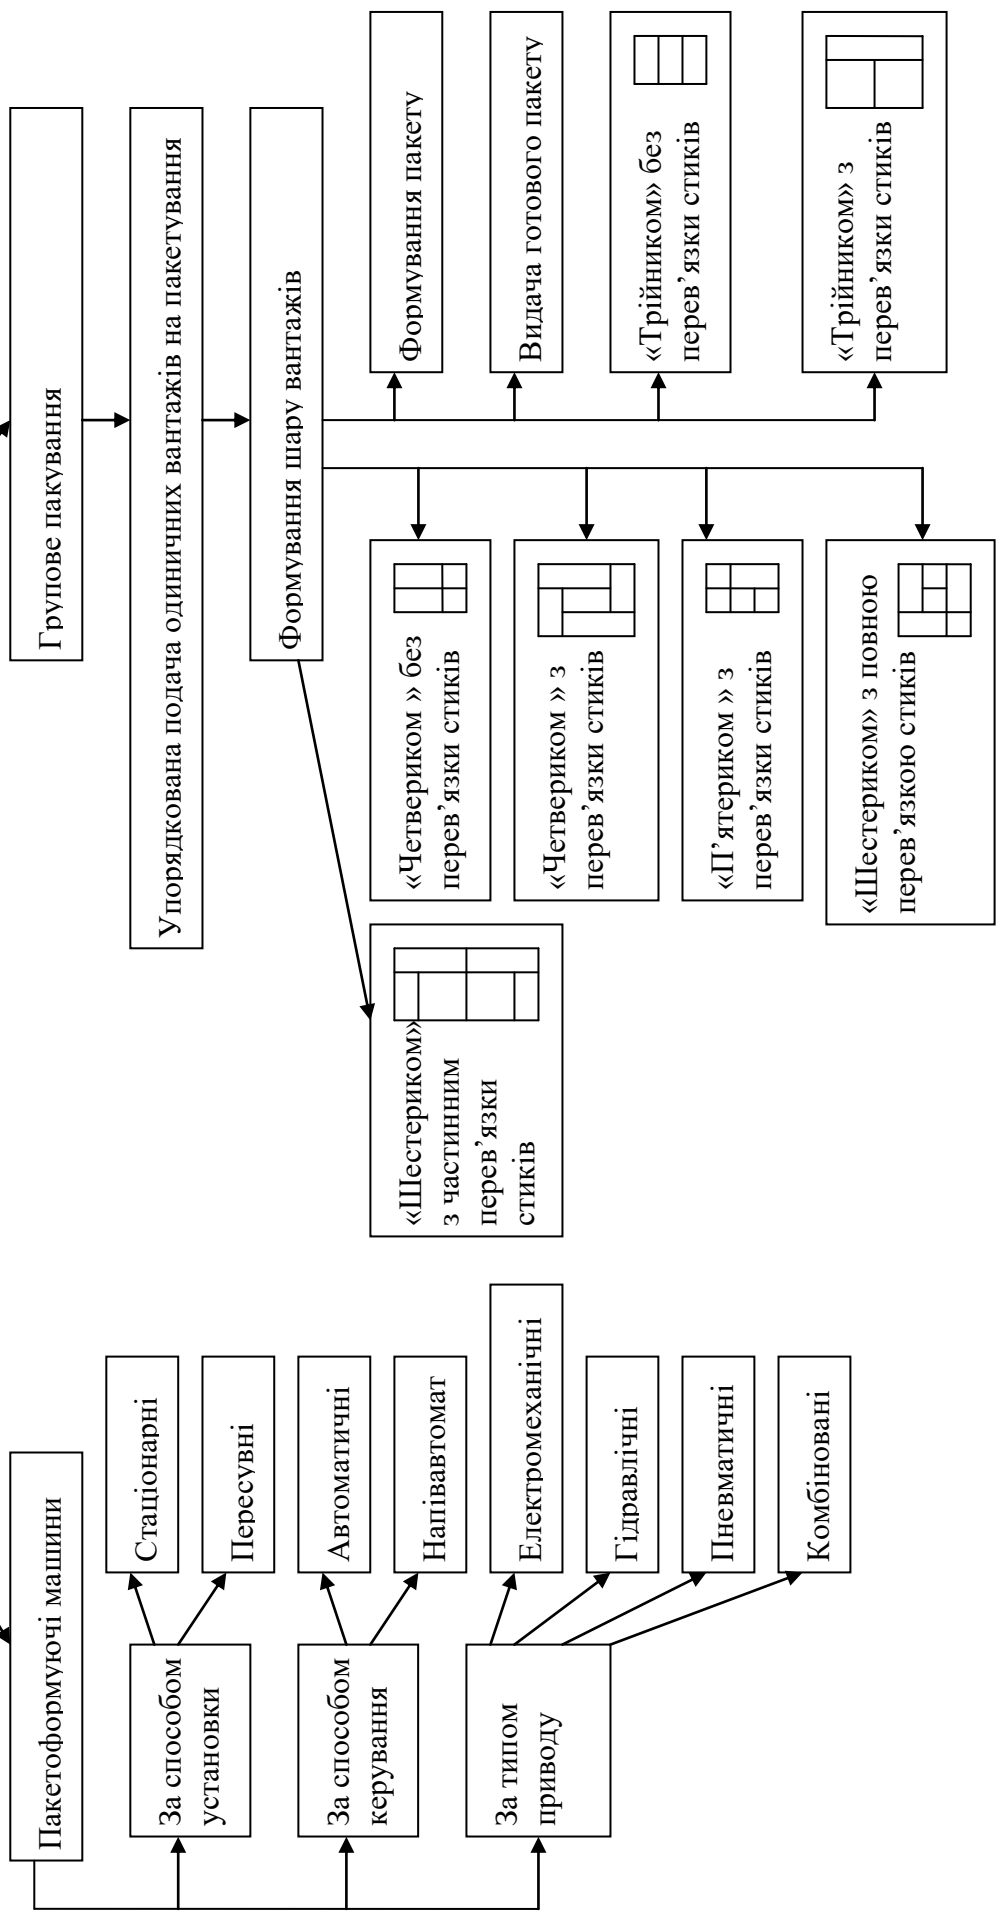 Пакетоформуючі машини
За способом
установки
Стаціонарні
Пересувні
За способом
керування
Автоматичні
Напівавтомат
За типом
приводу
Електромеханічні
Гідравлічні
Пневматичні
Комбіновані
Групове пакування
Упорядкована подача одиничних вантажів на пакетування
Формування шару вантажів
«Шестериком»
з частинним
перев’язки
стиків
«Четвериком » без
перев’язки стиків
«Четвериком » з
перев’язки стиків
«П’ятериком » з
перев’язки стиків
«Шестериком» з повною
перев’язкою стиків
Формування пакету
Видача готового пакету
«Трійником» без
перев’язки стиків
«Трійником» з
перев’язки стиків